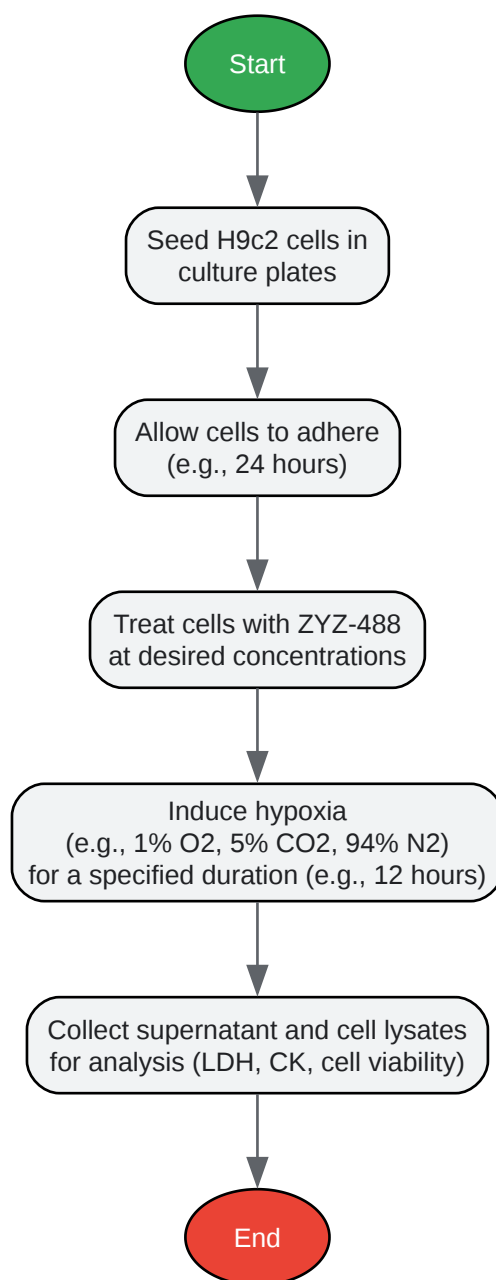 Start
Seed H9c2 cells in
culture plates
Allow cells to adhere
(e.g., 24 hours)
Treat cells with ZYZ-488
at desired concentrations
Induce hypoxia
(e.g., 1% O2, 5% CO2, 94% N2)
for a specified duration (e.g., 12 hours)
Collect supernatant and cell lysates
for analysis (LDH, CK, cell viability)
End